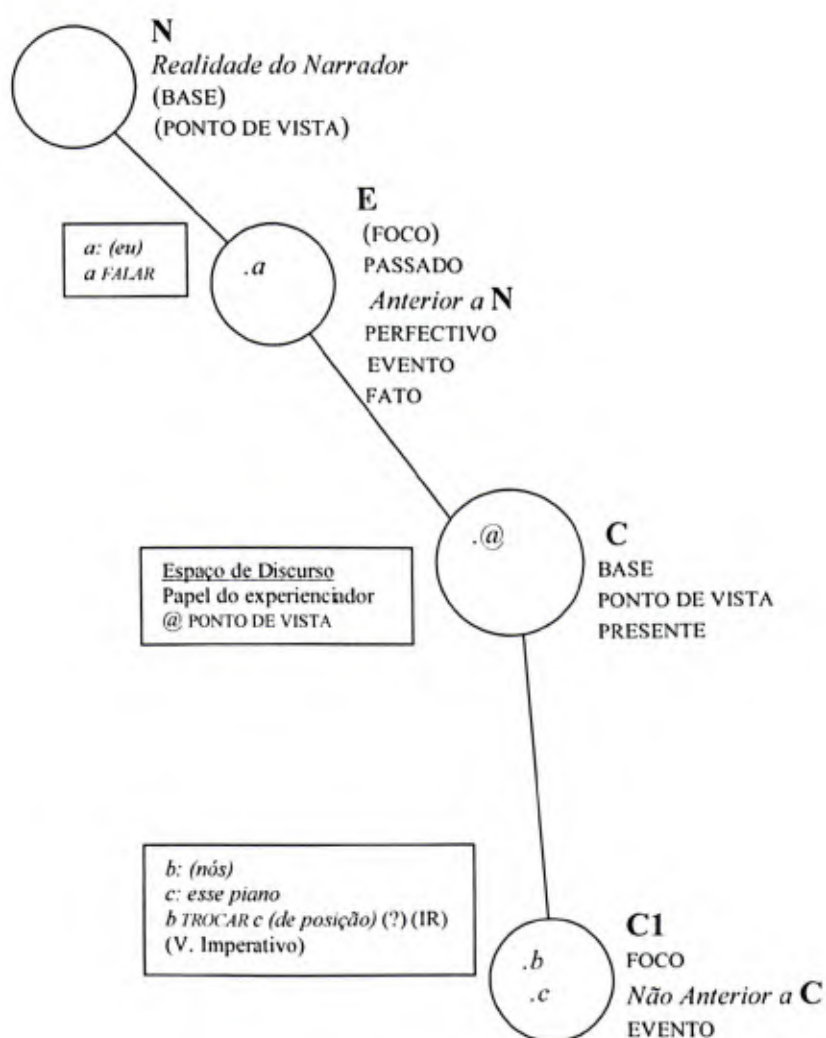 N
Realidade do Narrador
(BASE)
(PONTO DE VISTA)
E
(FOCO)
PASSADO
Anterior a N
PERFECTIVO
EVENTO
FATO
a: (eu)
a FALAR
.a
.@
C
BASE
PONTO DE VISTA
PRESENTE
Espaço de Discurso
Papel do experienciador
@ PONTO DE VISTA
b: (nós)
c: esse piano
b TROCAR c (de posição) (?) (IR)
(V. Imperativo)
.b
.c
C1
FOCO
Não Anterior a C
EVENTO